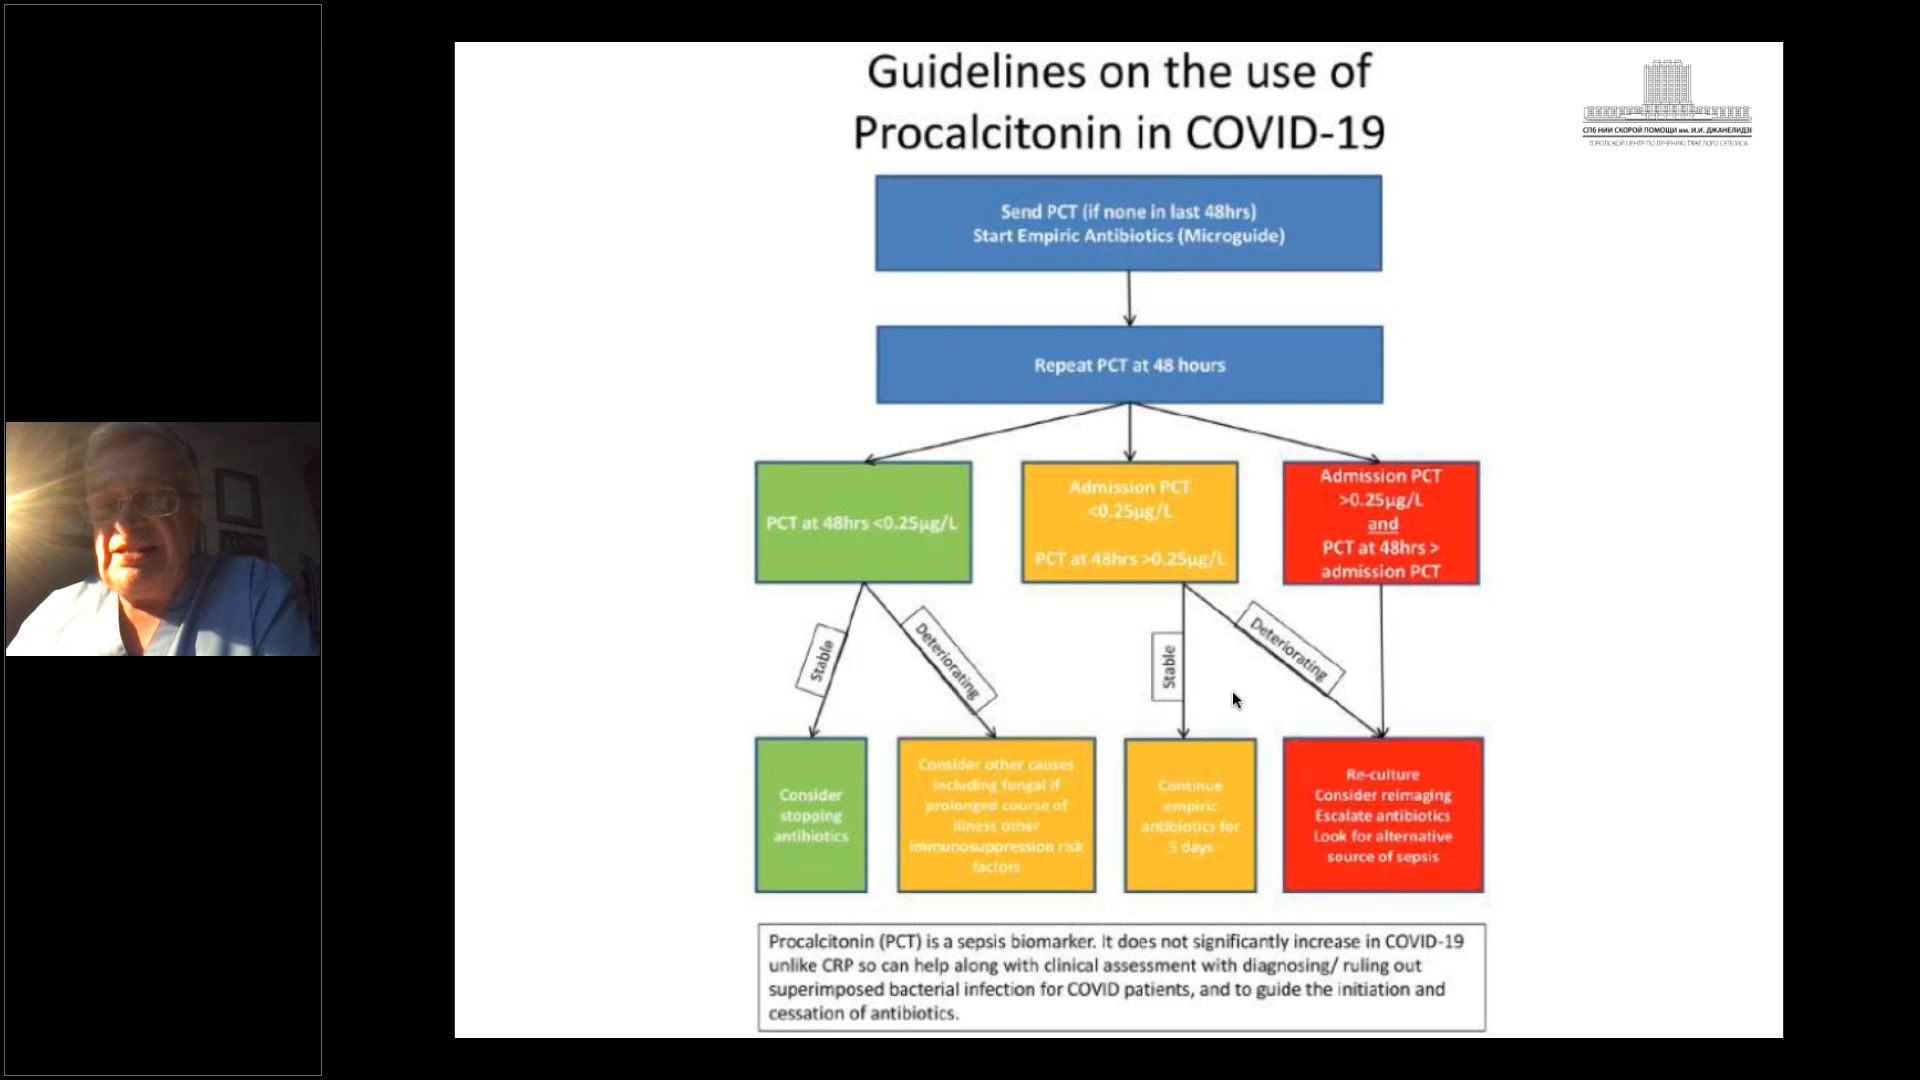 Guidelines on the use of
Procalcitonin in COVID-19
СПб НИИ СКОРОЙ ПОМОЩИ им. И.И. ДЖАНЕЛИДЗЕ
ГОРОДСКОЙ ЦЕНТР ПО ЛЕЧЕНИЮ ТЯЖЕЛОГО СЕПСИСА
Send PCT (if none in last 48hrs)
Start Empiric Antibiotics (Microguide)
Repeat PCT at 48 hours
PCT at 48hrs <0.25µg/L
Admission PCT
<0.25µg/L
PCT at 48hrs >0.25µg/L
Admission PCT
>0.25µg/L
and
PCT at 48hrs >
admission PCT
Stable
Deteriorating
Stable
Deteriorating
Consider
stopping
antibiotics
Consider other causes
including fungal if
prolonged course of
illness other
immunosuppression risk
factors
Continue
empiric
antibiotics for
5 days
Re-culture
Consider reimaging
Escalate antibiotics
Look for alternative
source of sepsis
Procalcitonin (PCT) is a sepsis biomarker. It does not significantly increase in COVID-19
unlike CRP so can help along with clinical assessment with diagnosing/ ruling out
superimposed bacterial infection for COVID patients, and to guide the initiation and
cessation of antibiotics.